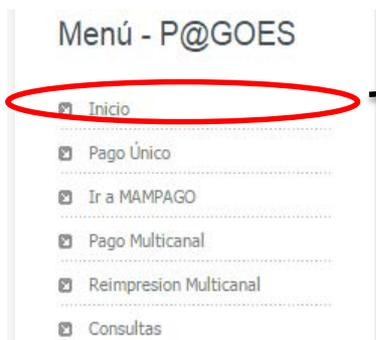 Menú - P@GOES
Inicio
Pago Único
Ir a MAMPAGO
Pago Multicanal
Reimpresion Multicanal
Consultas